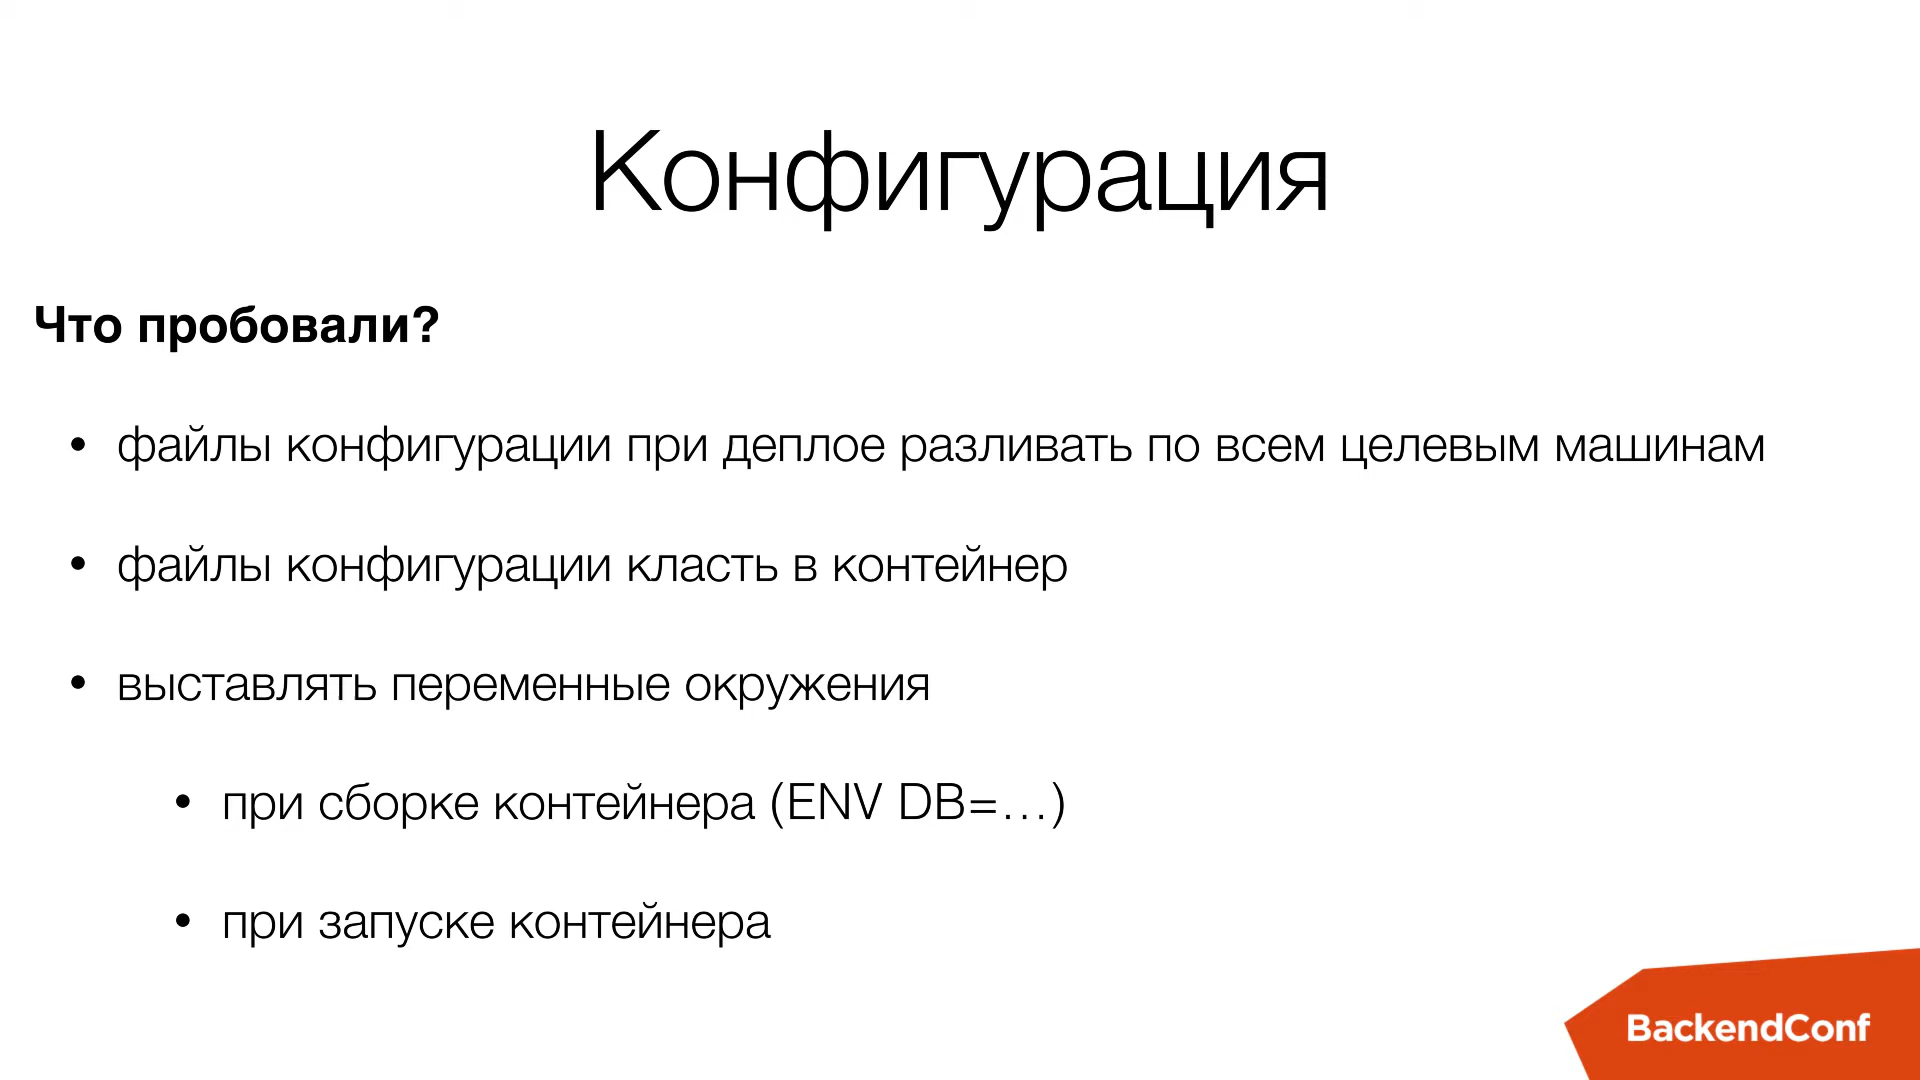 Конфигурация
Что пробовали?
• файлы конфигурации при деплое разливать по всем целевым машинам
• файлы конфигурации класть в контейнер
• выставлять переменные окружения
• при сборке контейнера (ENV DB=…)
• при запуске контейнера
BackendConf